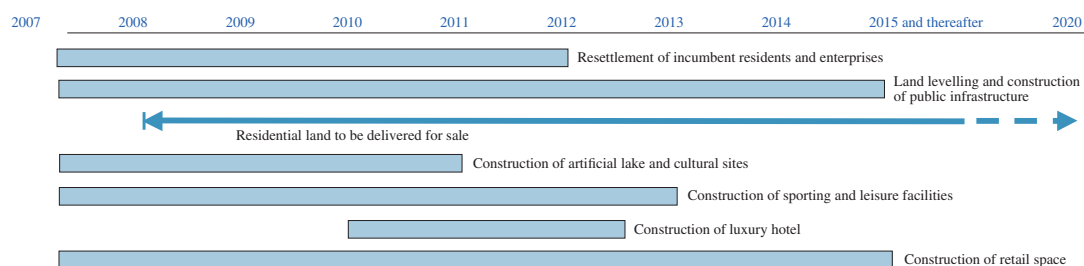 2007 2008 2009 2010 2011 2012 2013 2014 2015 and thereafter 2020
Resettlement of incumbent residents and enterprises
Land levelling and construction
of public infrastructure
Residential land to be delivered for sale
Construction of artificial lake and cultural sites
Construction of sporting and leisure facilities
Construction of luxury hotel
Construction of retail space